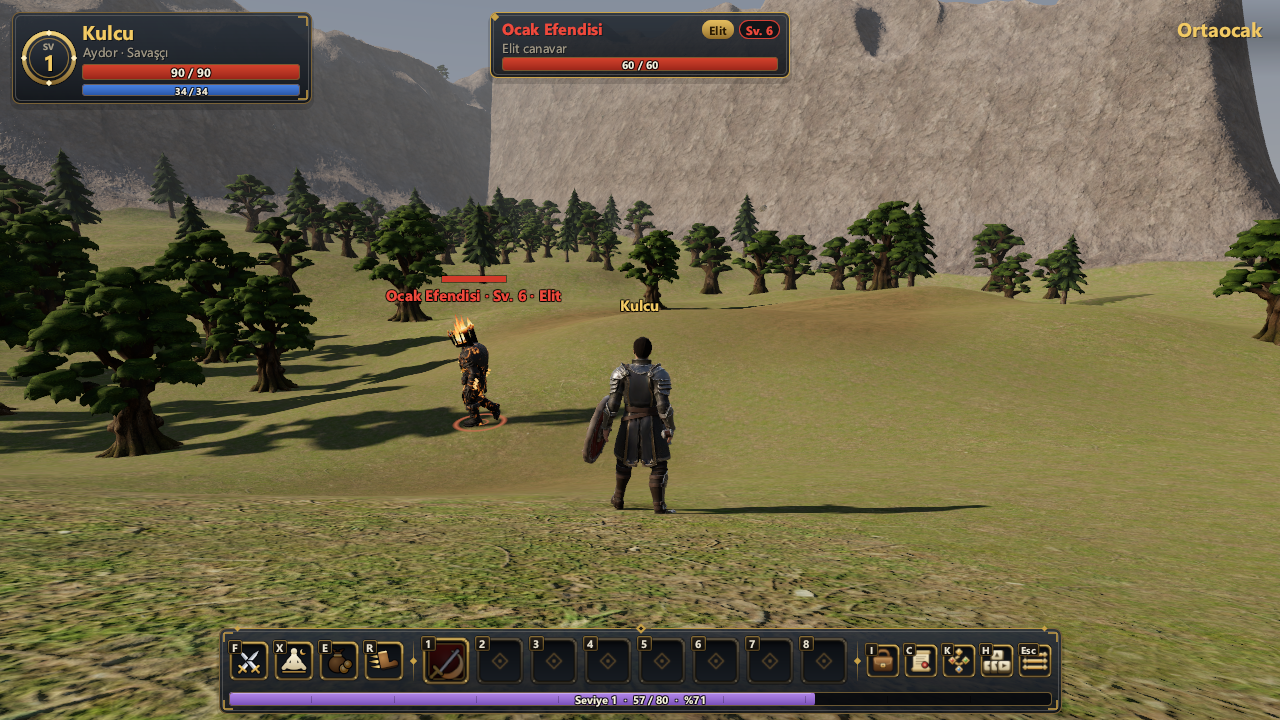 Kulcu
SV
1
Aydor · Savaşçı
90 / 90
34 / 34
Ocak Efendisi
Elit
Sv. 6
Elit canavar
60 / 60
Ortaocak
Ocak Efendisi · Sv. 6 · Elit
Kulcu
F
X
E
R
1
2
3
4
5
6
7
8
I
C
K
H
Esc
Seviye 1 · 57 / 80 · %71